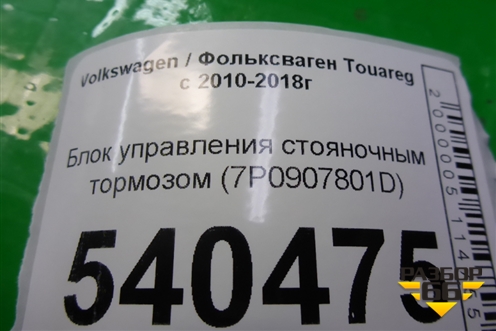 Volkswagen / Фольксваген Touareg
с 2010-2018г
Блок управления стояночным
тормозом (7P0907801D)
540475
РАЗБОР
66